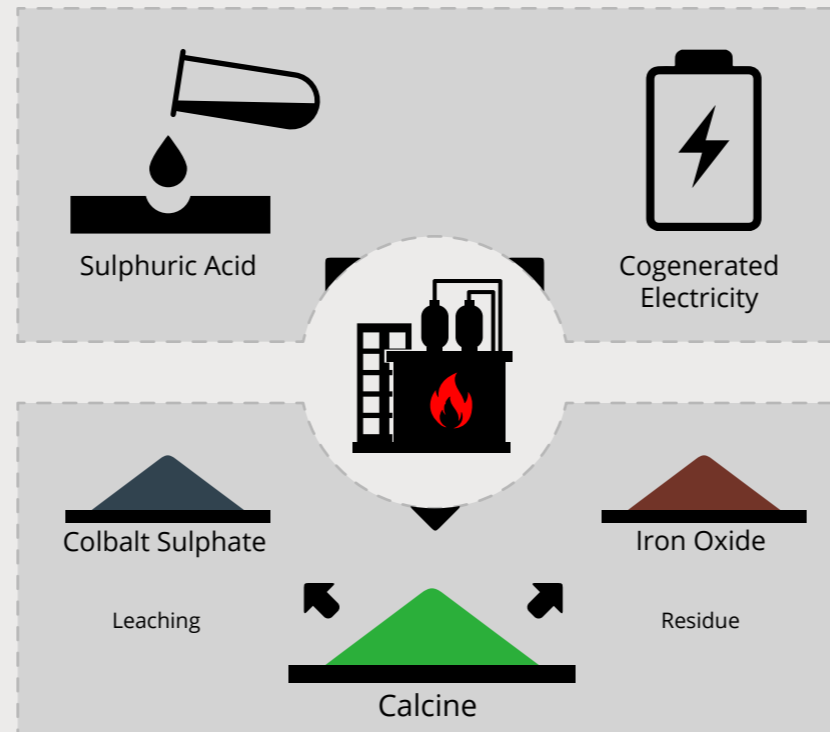 Sulphuric Acid
Cogenerated
Electricity
Colbalt Sulphate
Iron Oxide
Leaching
Residue
Calcine